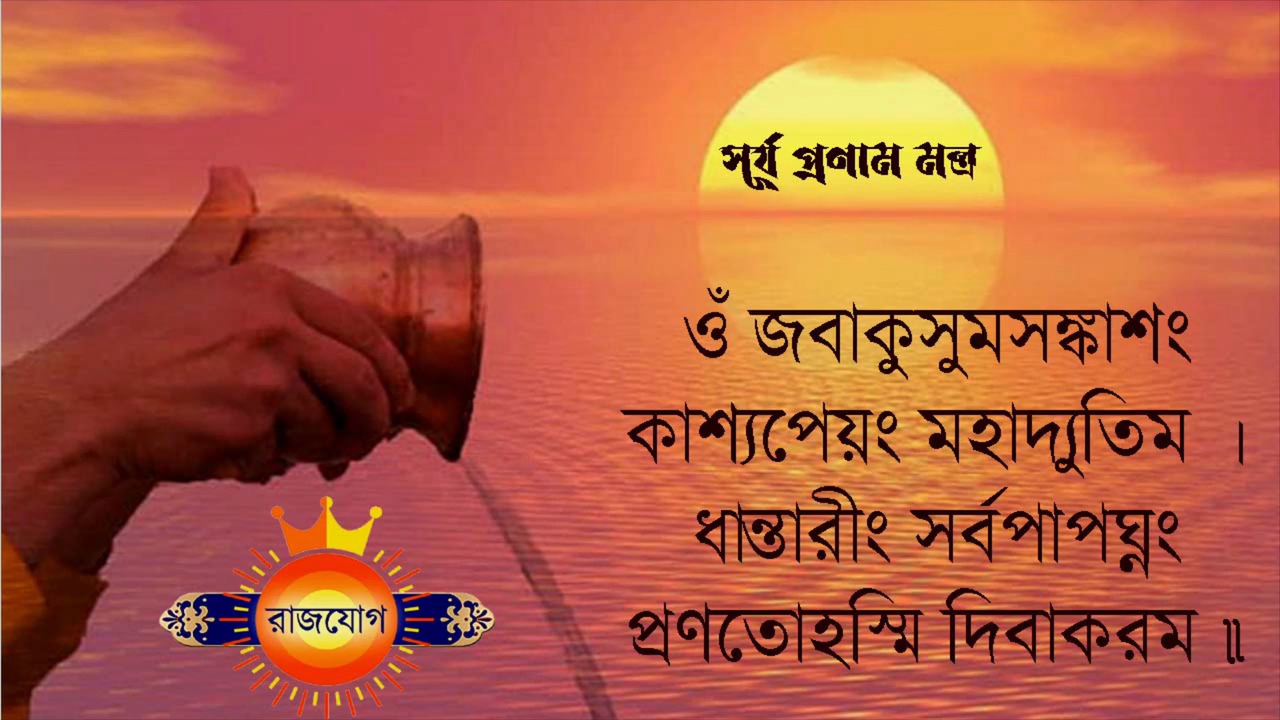 সূর্য প্রণাম মন্ত্র
ওঁ জবাকুসুমসঙ্কাশং
কাশ্যপেয়ং মহাদ্যুতিম ।
ধান্তারীং সর্বপাপঘ্নং
প্রণতোহস্মি দিবাকরম ॥
রাজযোগ